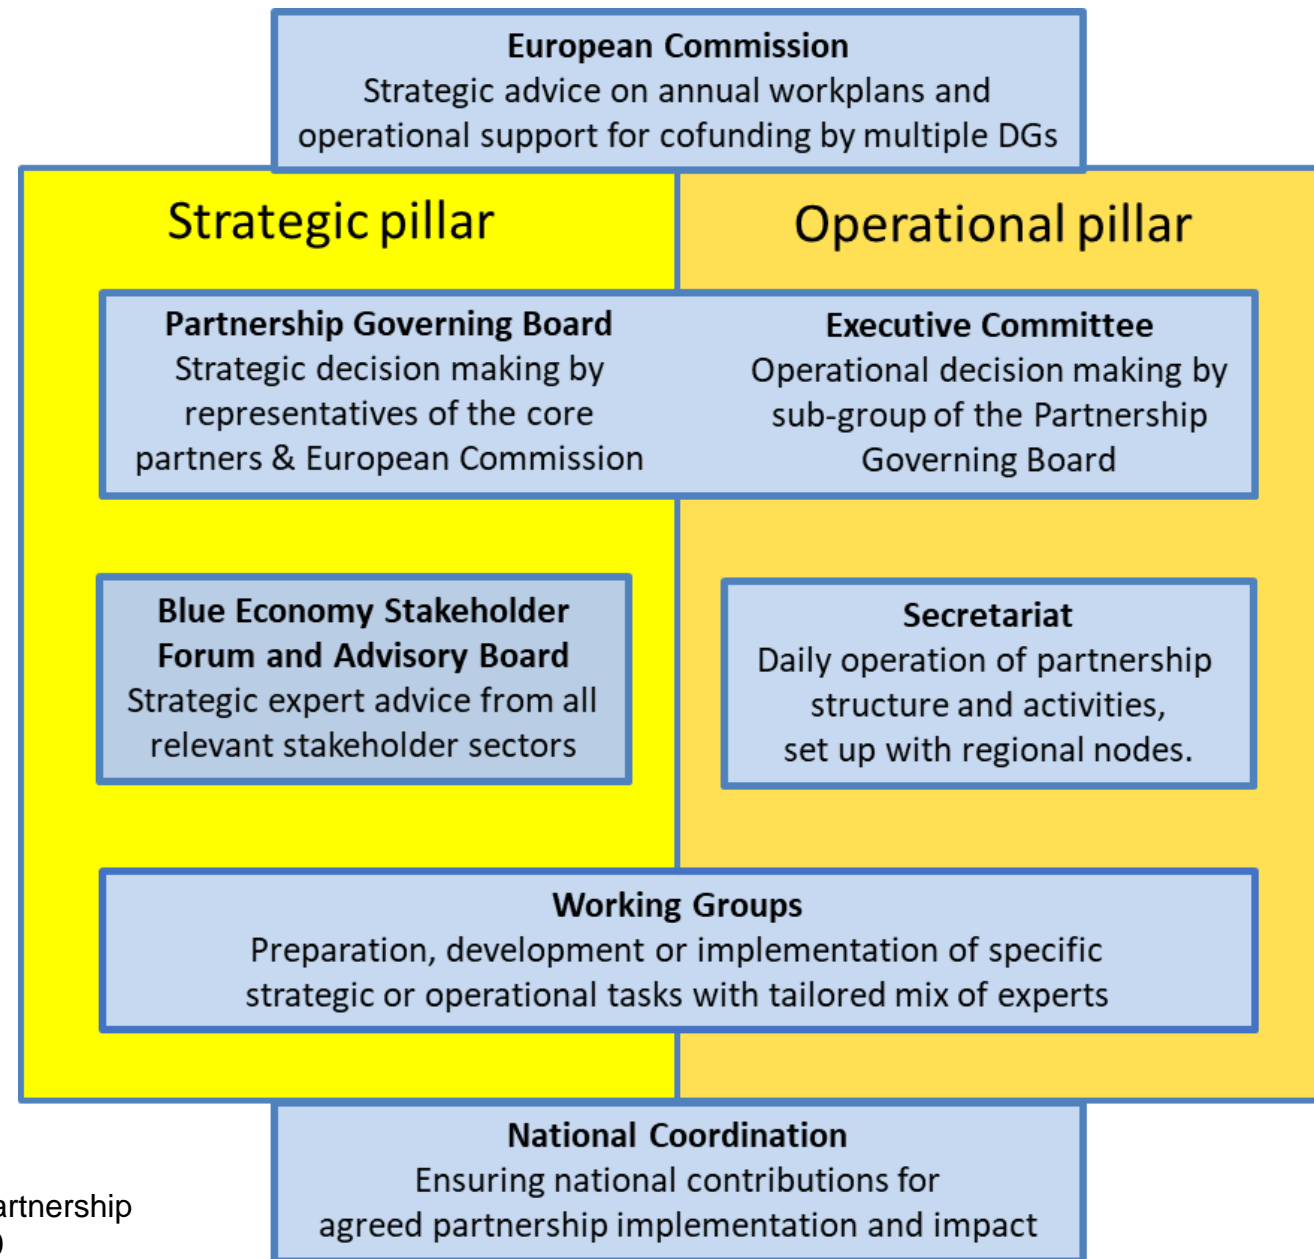 European Commission
Strategic advice on annual workplans and
operational support for cofunding by multiple DGs
Strategic pillar
Operational pillar
Partnership Governing Board
Strategic decision making by
representatives of the core
partners & European Commission
Executive Committee
Operational decision making by
sub-group of the Partnership
Governing Board
Blue Economy Stakeholder
Forum and Advisory Board
Strategic expert advice from all
relevant stakeholder sectors
Secretariat
Daily operation of partnership
structure and activities,
set up with regional nodes.
Working Groups
Preparation, development or implementation of specific
strategic or operational tasks with tailored mix of experts
National Coordination
Ensuring national contributions for
agreed partnership implementation and impact
artnership